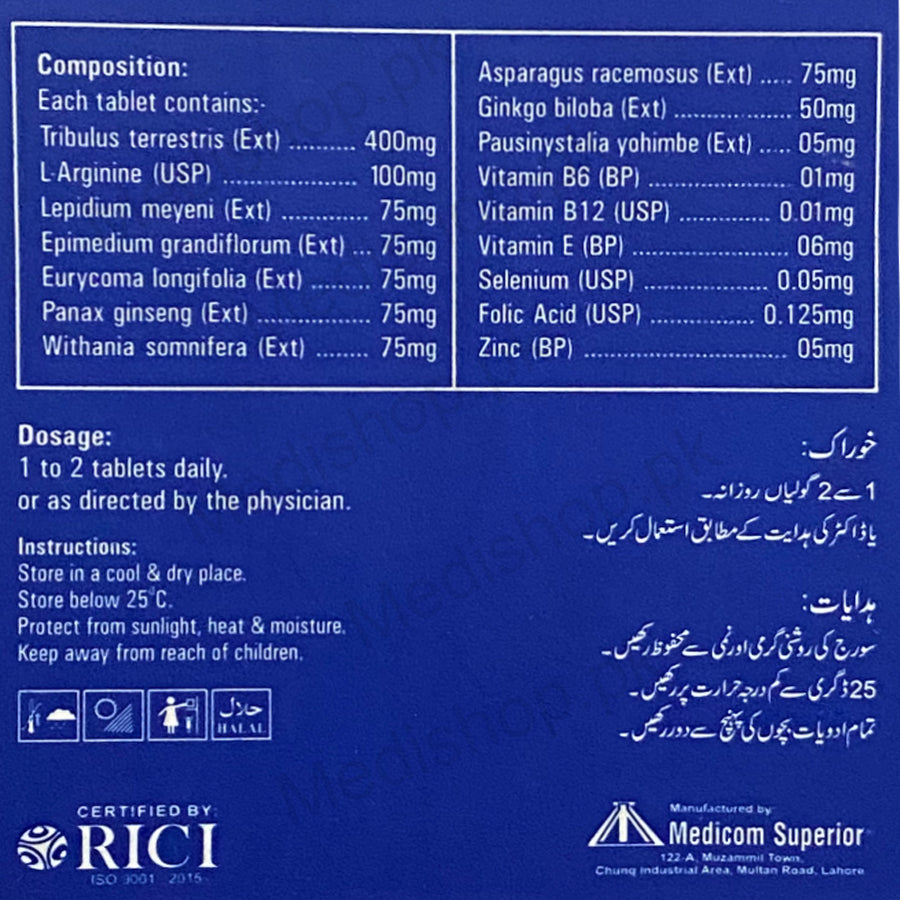 Composition:
Each tablet contains:-
Tribulus terrestris (Ext) .......... 400mg
L-Arginine (USP) .................... 100mg
Lepidium meyeni (Ext) ............. 75mg
Epimedium grandiflorum (Ext) ... 75mg
Eurycoma longifolia (Ext) .......... 75mg
Panax ginseng (Ext) ................. 75mg
Withania somnifera (Ext) ........ 75mg
Asparagus racemosus (Ext) ..... 75mg
Ginkgo biloba (Ext) .................. 50mg
Pausinystalia yohimbe (Ext) ..... 05mg
Vitamin B6 (BP) ..................... 01mg
Vitamin B12 (USP) ............. 0.01mg
Vitamin E (BP) ....................... 06mg
Selenium (USP) ................... 0.05mg
Folic Acid (USP) ............... 0.125mg
Zinc (BP) .............................. 05mg
Dosage:
1 to 2 tablets daily.
or as directed by the physician.
Instructions:
Store in a cool & dry place.
Store below 25°C.
Protect from sunlight, heat & moisture.
Keep away from reach of children.
خوراک:
1 سے 2 گولیاں روزانہ۔
یا ڈاکٹر کی ہدایت کے مطابق استعمال کریں۔
ہدایات:
سورج کی روشنی گرمی اور نمی سے محفوظ رکھیں۔
25 ڈگری سے کم درجہ حرارت پر رکھیں۔
تمام ادویات بچوں کی پہنچ سے دور رکھیں۔
حلال
HALAL
CERTIFIED BY:
RICI
ISO 9001 - 2015
Manufactured by:
Medicom Superior
122-A, Muzammil Town,
Chung Industrial Area, Multan Road, Lahore
Medishop.pk
Medishop.pk
Medishop.pk